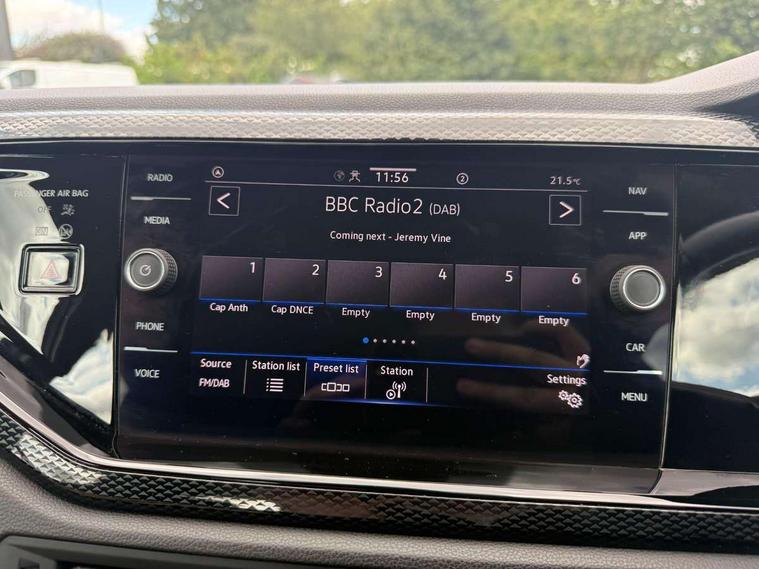 PASSENGER AIR BAG
OFF
ON
RADIO
MEDIA
PHONE
VOICE
11:56
2
21.5°C
BBC Radio2 (DAB)
Coming next - Jeremy Vine
1 2 3 4 5 6
Cap Anth Cap DNCE Empty Empty Empty Empty
Source Station list Preset list Station Settings
FM/DAB
NAV
APP
CAR
MENU